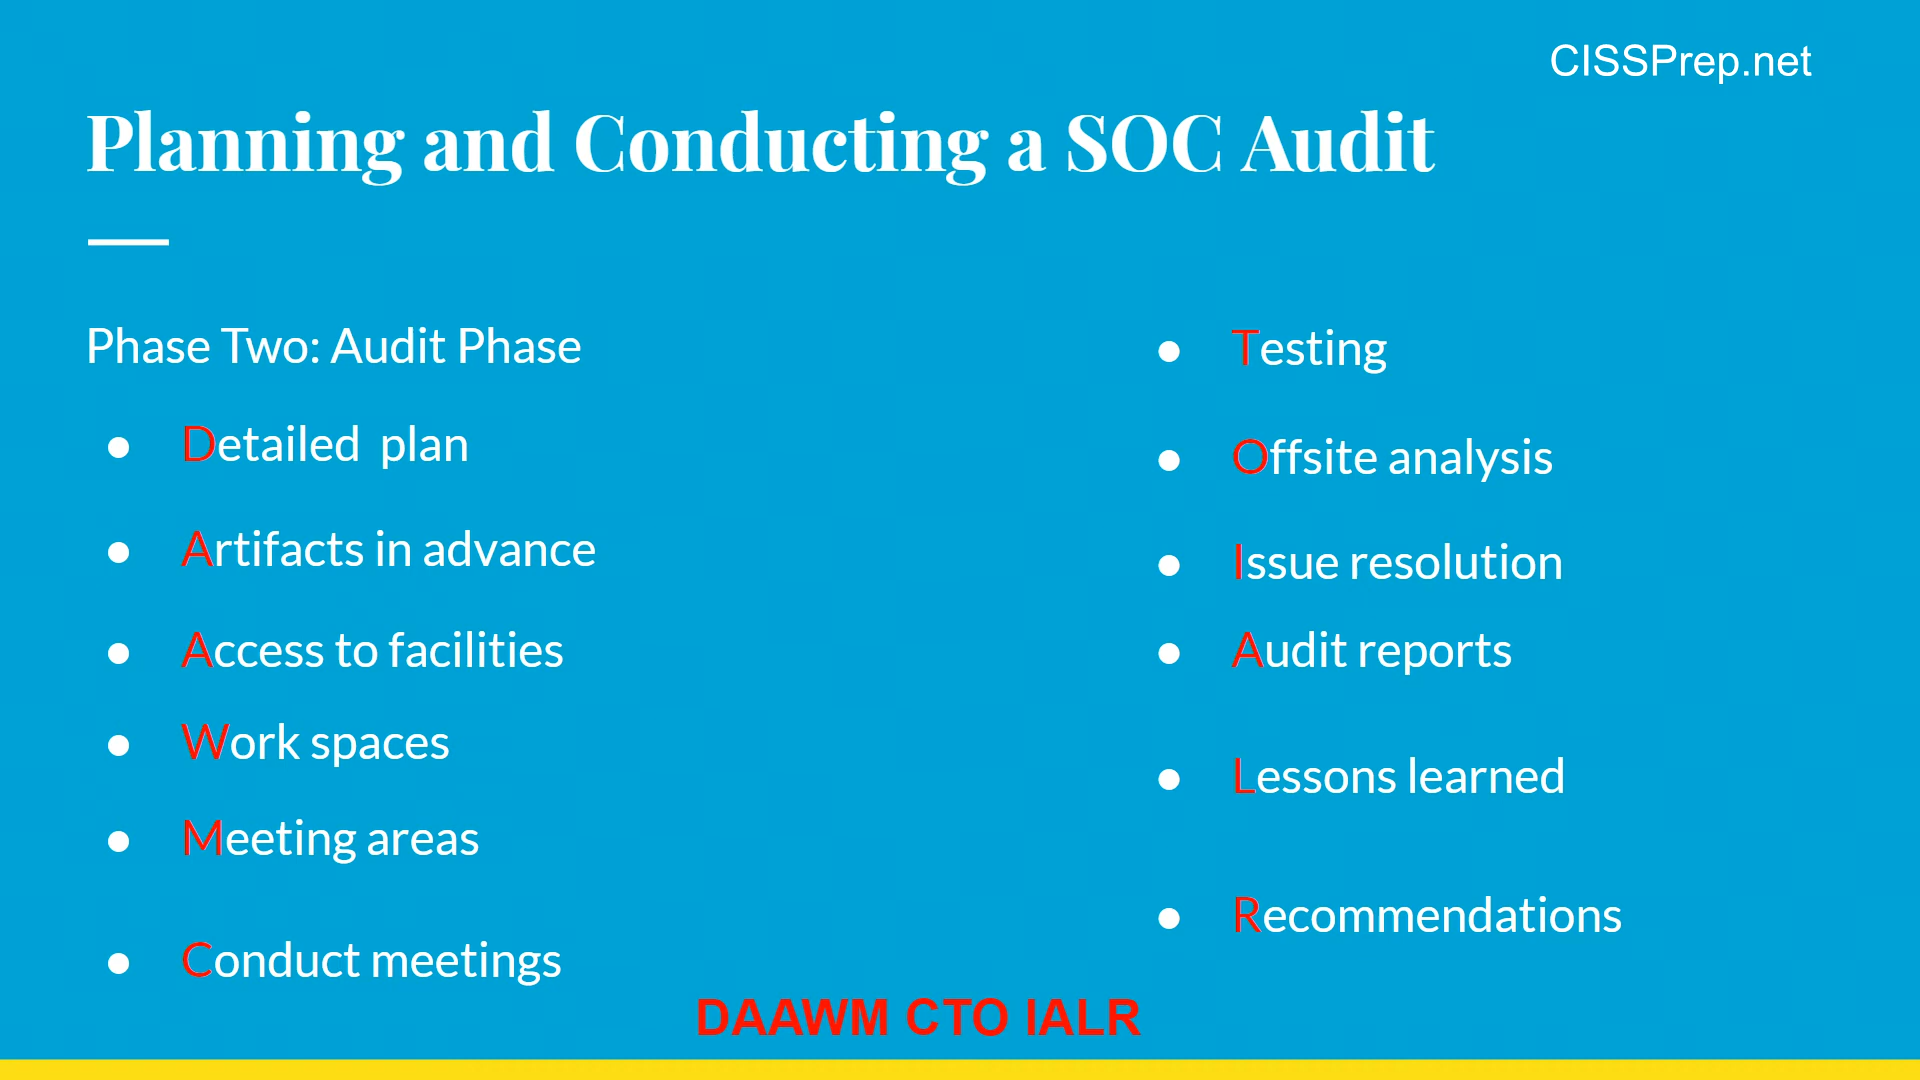 CISSPrep.net
Planning and Conducting a SOC Audit
Phase Two: Audit Phase
Detailed plan
Artifacts in advance
Access to facilities
Work spaces
Meeting areas
Conduct meetings
Testing
Offsite analysis
Issue resolution
Audit reports
Lessons learned
Recommendations
DAAWM CTO IALR